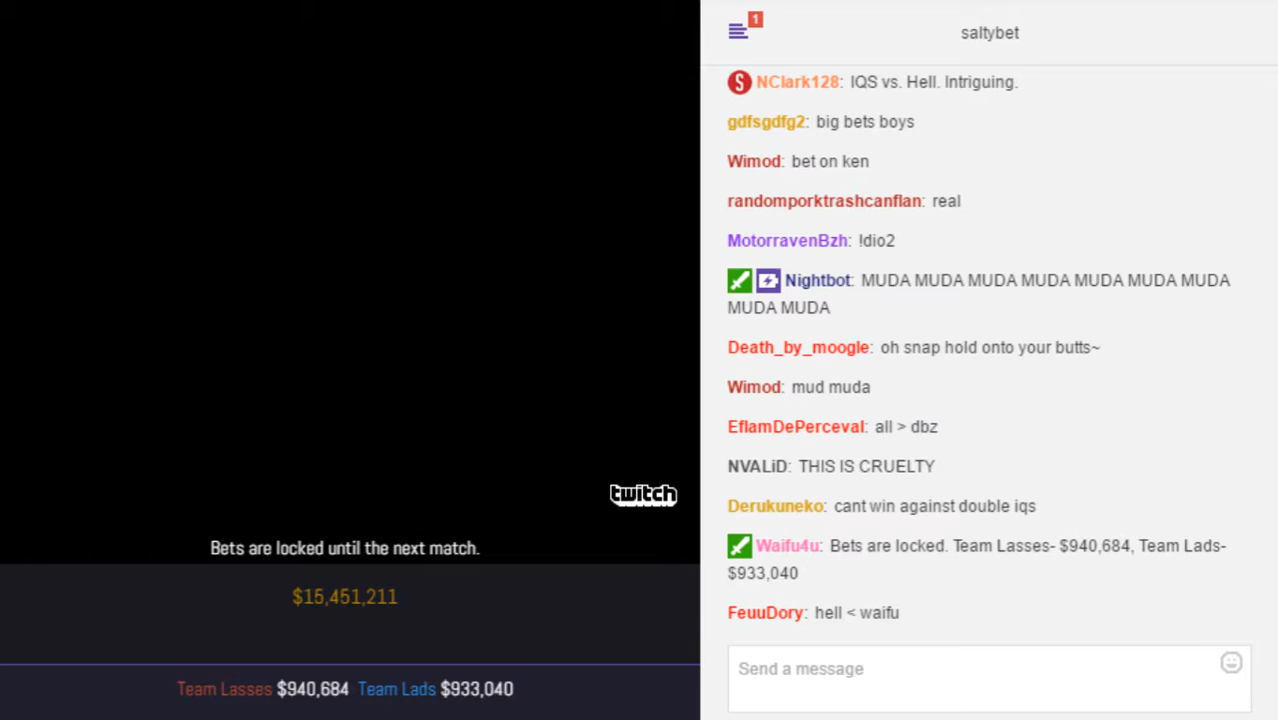 1
saltybet
S NClark128: IQS vs. Hell. Intriguing.
gdfsgdfg2: big bets boys
Wimod: bet on ken
randomporktrashcanflan: real
MotorravenBzh: !dio2
Nightbot: MUDA MUDA MUDA MUDA MUDA MUDA MUDA
MUDA MUDA
Death_by_moogle: oh snap hold onto your butts~
Wimod: mud muda
EflamDePerceval: all > dbz
NVALiD: THIS IS CRUELTY
Derukuneko: cant win against double iqs
Waifu4u: Bets are locked. Team Lasses- $940,684, Team Lads-
$933,040
FeuuDory: hell < waifu
Send a message
twitch
Bets are locked until the next match.
$15,451,211
Team Lasses $940,684 Team Lads $933,040